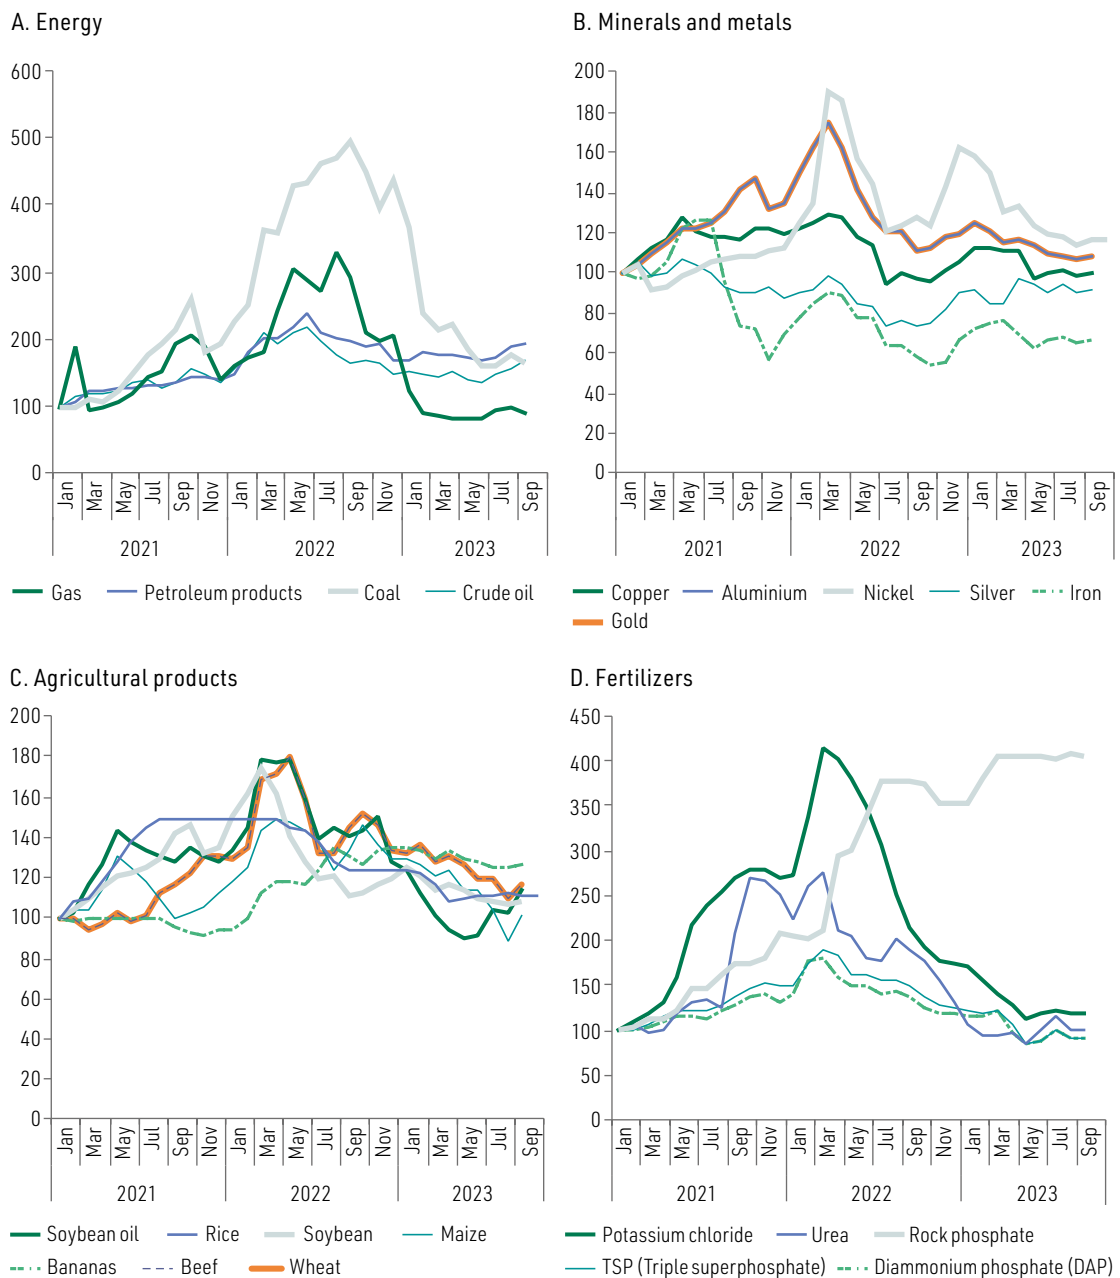 A. Energy
600
500
400
300
200
100
0
Jan Mar May Jul Sep Nov Jan Mar May Jul Sep Nov Jan Mar May Jul Sep
2021 2022 2023
Gas Petroleum products Coal Crude oil
B. Minerals and metals
200
180
160
140
120
100
80
60
40
20
0
Jan Mar May Jul Sep Nov Jan Mar May Jul Sep Nov Jan Mar May Jul Sep
2021 2022 2023
Copper Aluminium Nickel Silver Iron
Gold
C. Agricultural products
200
180
160
140
120
100
80
60
40
20
0
Jan Mar May Jul Sep Nov Jan Mar May Jul Sep Nov Jan Mar May Jul Sep
2021 2022 2023
Soybean oil Rice Soybean Maize
Bananas Beef Wheat
D. Fertilizers
450
400
350
300
250
200
150
100
50
0
Jan Mar May Jul Sep Nov Jan Mar May Jul Sep Nov Jan Mar May Jul Sep
2021 2022 2023
Potassium chloride Urea Rock phosphate
TSP (Triple superphosphate) Diammonium phosphate (DAP)